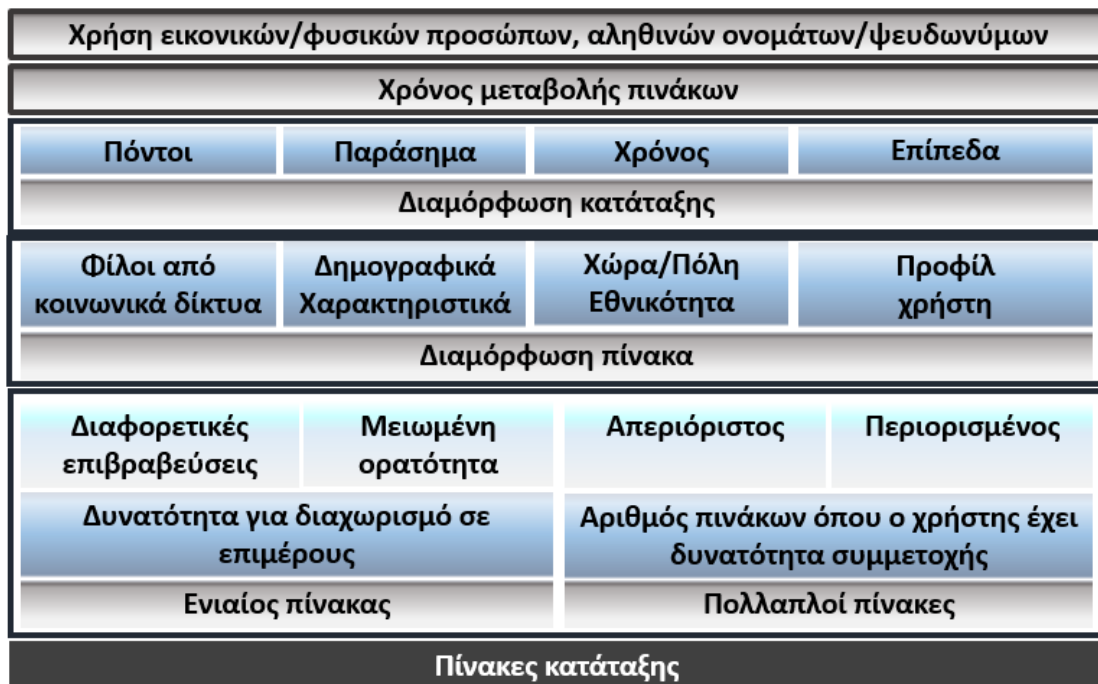 Χρήση εικονικών/φυσικών προσώπων, αληθινών ονομάτων/ψευδωνύμων
Χρόνος μεταβολής πινάκων
Πόντοι
Παράσημα
Χρόνος
Επίπεδα
Διαμόρφωση κατάταξης
Φίλοι από
κοινωνικά δίκτυα
Δημογραφικά
Χαρακτηριστικά
Χώρα/Πόλη
Εθνικότητα
Προφίλ
χρήστη
Διαμόρφωση πίνακα
Διαφορετικές
επιβραβεύσεις
Μειωμένη
ορατότητα
Απεριόριστος
Περιορισμένος
Δυνατότητα για διαχωρισμό σε
επιμέρους
Αριθμός πινάκων όπου ο χρήστης έχει
δυνατότητα συμμετοχής
Ενιαίος πίνακας
Πολλαπλοί πίνακες
Πίνακες κατάταξης